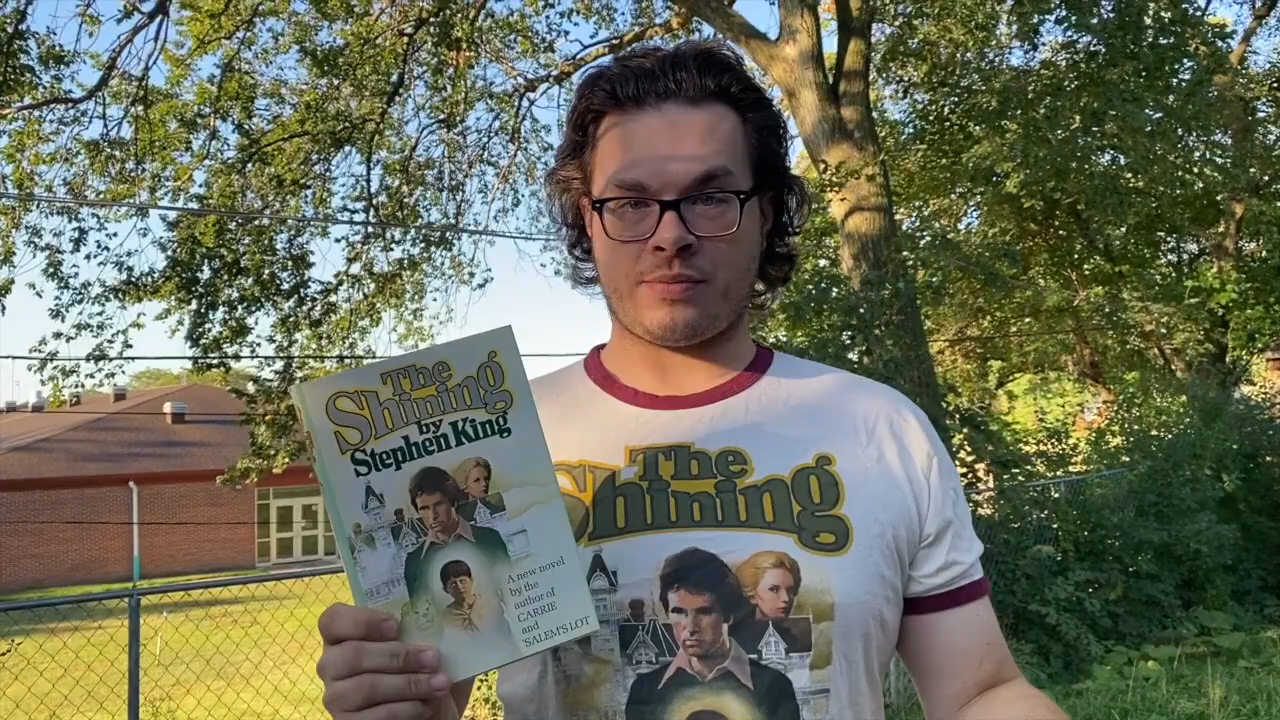 The
Shining
by
Stephen King
A new novel
by the
author of
CARRIE
and
'SALEM'S LOT
The
Shining